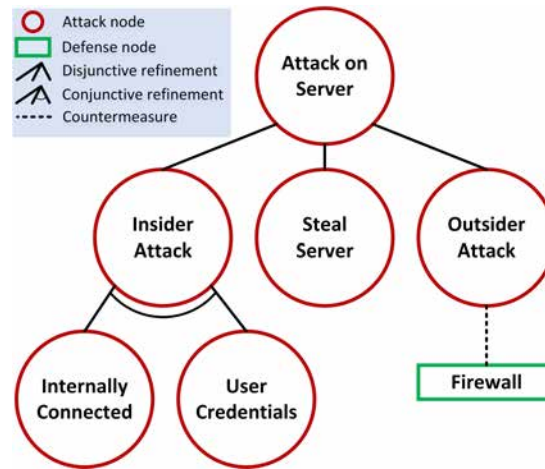 Attack node
Defense node
Disjunctive refinement
Conjunctive refinement
Countermeasure
Attack on
Server
Insider
Attack
Steal
Server
Outsider
Attack
Internally
Connected
User
Credentials
Firewall